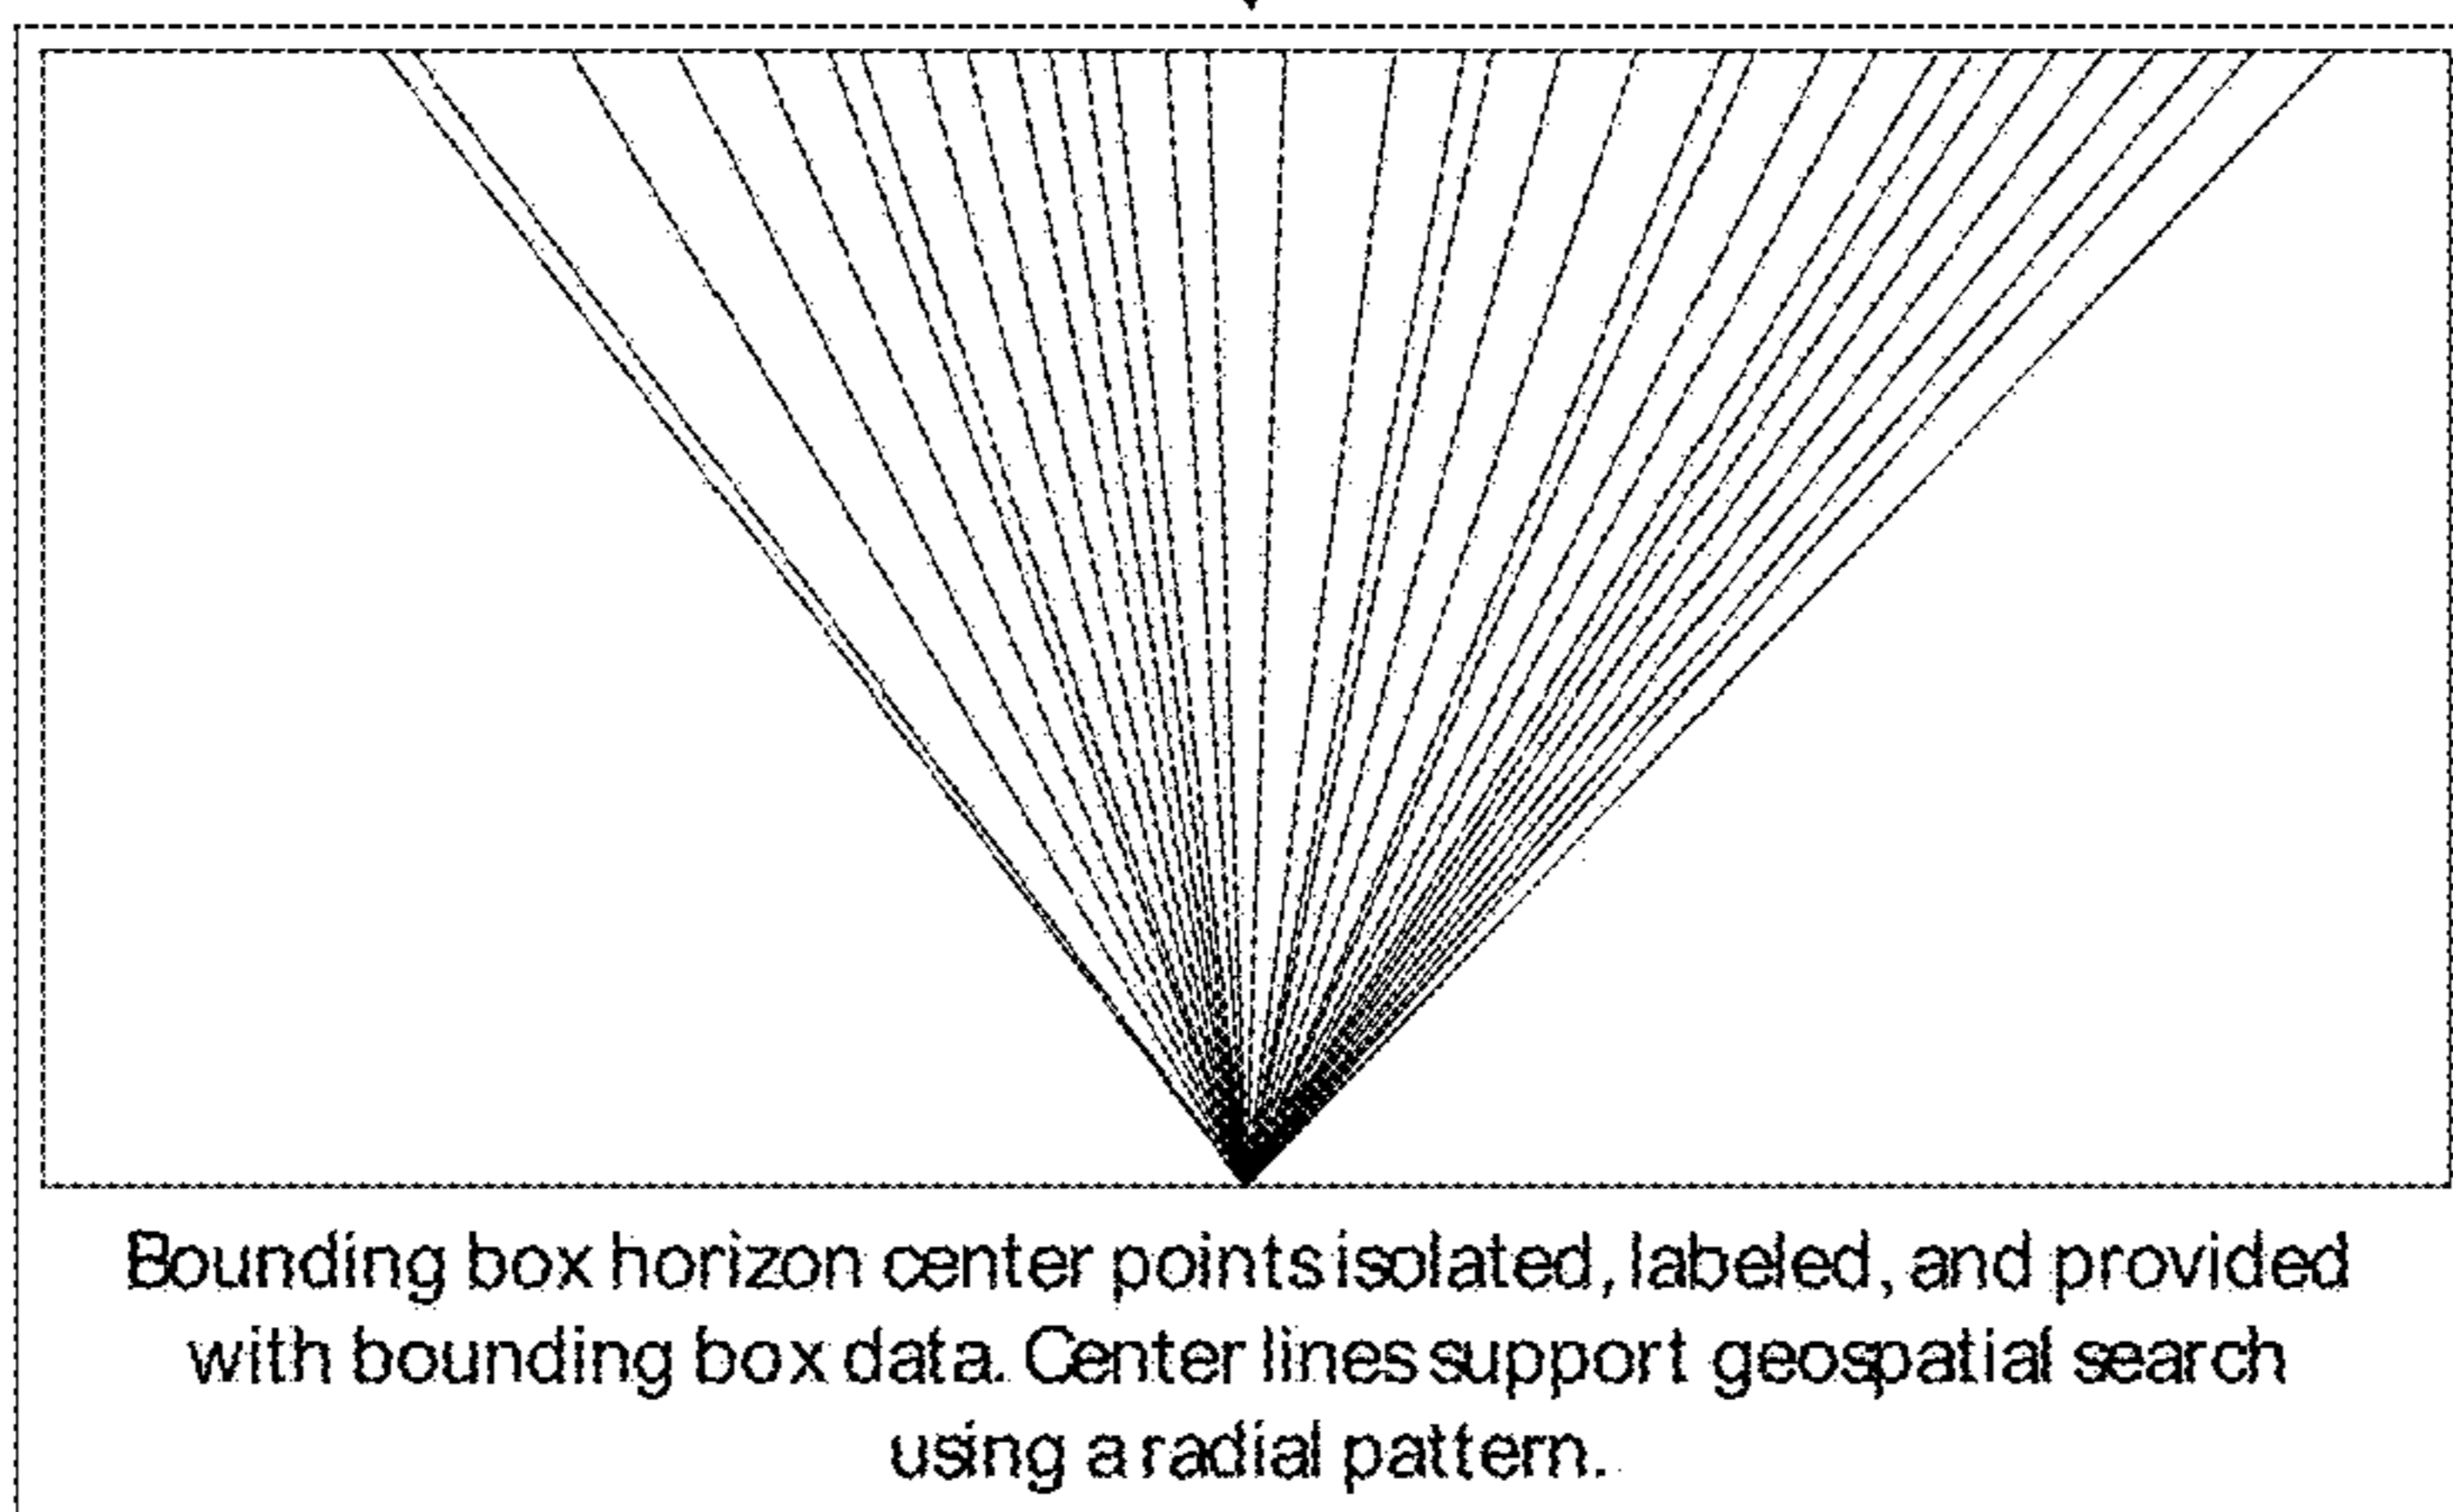 Bounding box horizon center points isolated, labeled, and provided
with bounding box data. Center lines support geospatial search
using a radial pattern.